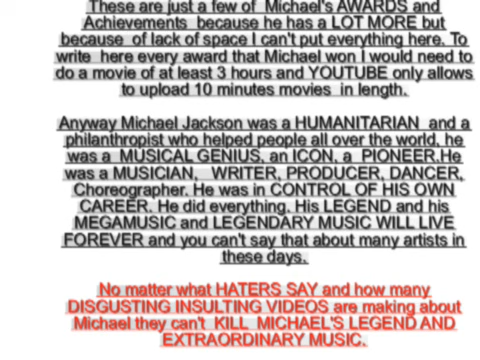 These are just a few of Michael's AWARDS and
Achievements because he has a LOT MORE but
because of lack of space I can't put everything here. To
write here every award that Michael won I would need to
do a movie of at least 3 hours and YOUTUBE only allows
to upload 10 minutes movies in length.
Anyway Michael Jackson was a HUMANITARIAN and a
philanthropist who helped people all over the world, he
was a MUSICAL GENIUS, an ICON, a PIONEER.He
was a MUSICIAN, WRITER, PRODUCER, DANCER,
Choreographer. He was in CONTROL OF HIS OWN
CAREER. He did everything. His LEGEND and his
MEGAMUSIC and LEGENDARY MUSIC WILL LIVE
FOREVER and you can't say that about many artists in
these days.
No matter what HATERS SAY and how many
DISGUSTING INSULTING VIDEOS are making about
Michael they can't KILL MICHAEL'S LEGEND AND
EXTRAORDINARY MUSIC.